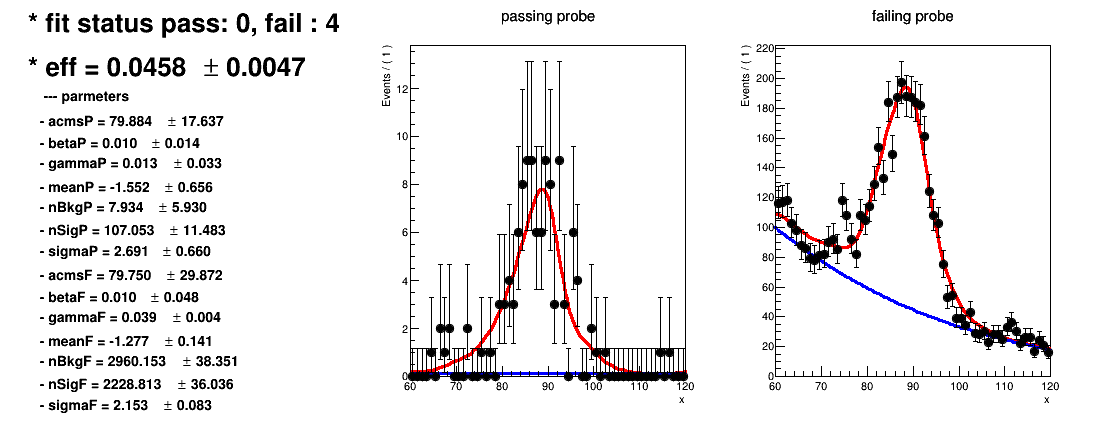 * fit status pass: 0, fail : 4
* eff = 0.0458 ± 0.0047
--- parmeters
- acmsP = 79.884 ± 17.637
- betaP = 0.010 ± 0.014
- gammaP = 0.013 ± 0.033
- meanP = -1.552 ± 0.656
- nBkgP = 7.934 ± 5.930
- nSigP = 107.053 ± 11.483
- sigmaP = 2.691 ± 0.660
- acmsF = 79.750 ± 29.872
- betaF = 0.010 ± 0.048
- gammaF = 0.039 ± 0.004
- meanF = -1.277 ± 0.141
- nBkgF = 2960.153 ± 38.351
- nSigF = 2228.813 ± 36.036
- sigmaF = 2.153 ± 0.083
passing probe
Events / ( 1 )
12
10
8
6
4
2
0
60 70 80 90 100 110 120
x
failing probe
Events / ( 1 )
220
200
180
160
140
120
100
80
60
40
20
0
60 70 80 90 100 110 120
x